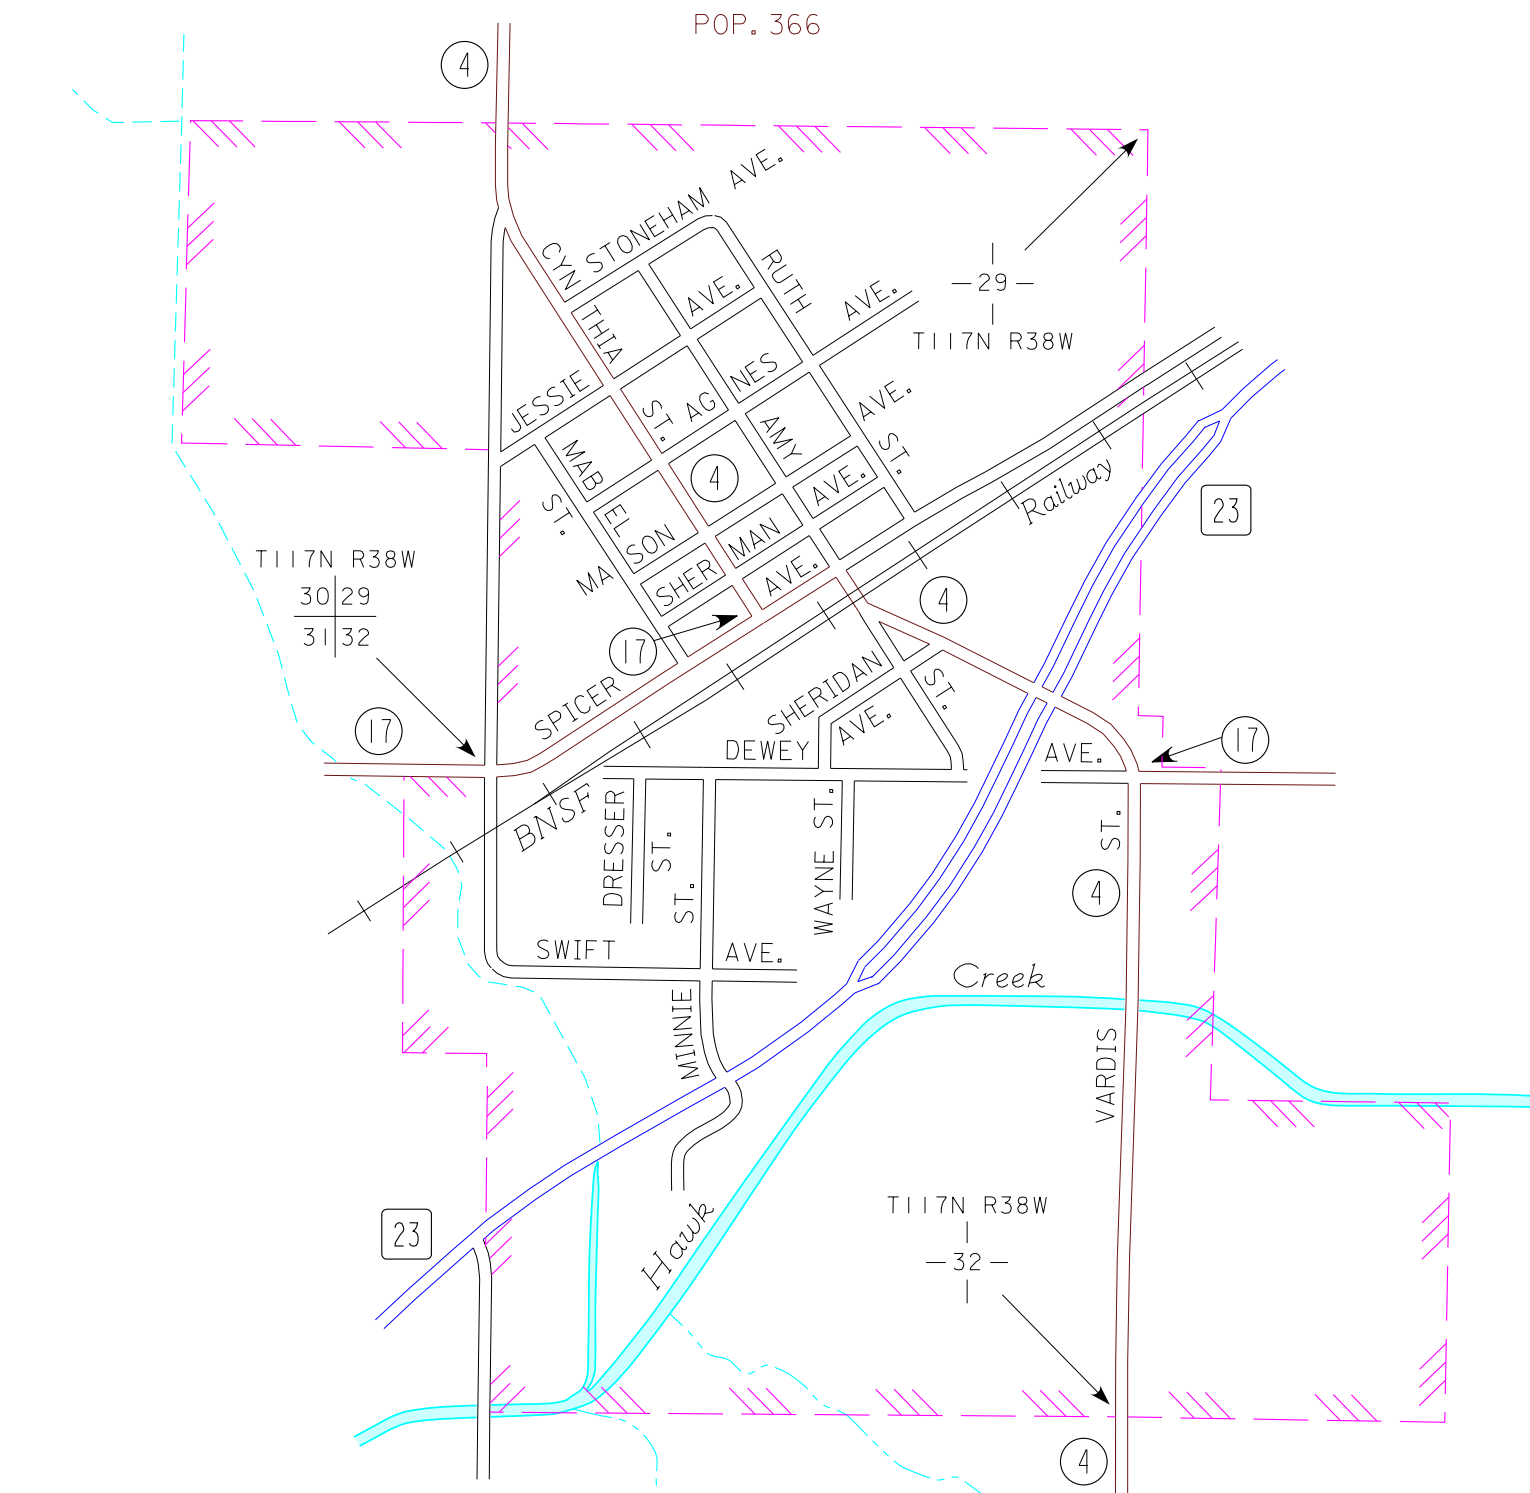 POP. 366
4
STONEHAM AVE.
CYN
THIA
ST.
RUTH
ST.
29
T117N R38W
AVE.
JESSIE AVE.
AG
NES
AVE.
MAB
EL
ST.
AMY
4
23
MA
SON
AVE.
SHER
MAN
AVE.
Railway
T117N R38W
30 29
31 32
4
17
17
SPICER
SHERIDAN
AVE.
ST.
DEWEY
AVE.
17
BNSF
DRESSER
ST.
WAYNE ST.
ST.
4
SWIFT
AVE.
MINNIE
ST.
Creek
VARDIS
Hawk
T117N R38W
32
23
4